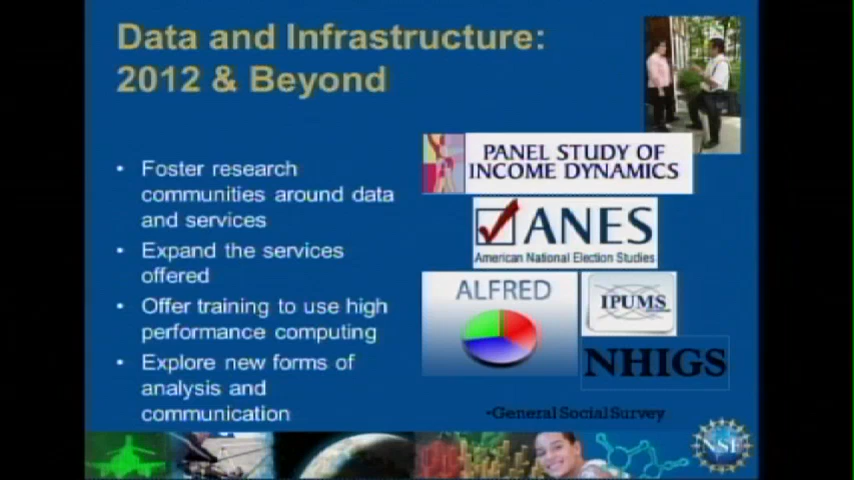 Data and Infrastructure:
2012 & Beyond
• Foster research
communities around data
and services
• Expand the services
offered
• Offer training to use high
performance computing
• Explore new forms of
analysis and
communication
PANEL STUDY OF
INCOME DYNAMICS
ANES
American National Election Studies
ALFRED
IPUMS
NHIGS
•General Social Survey
NSF